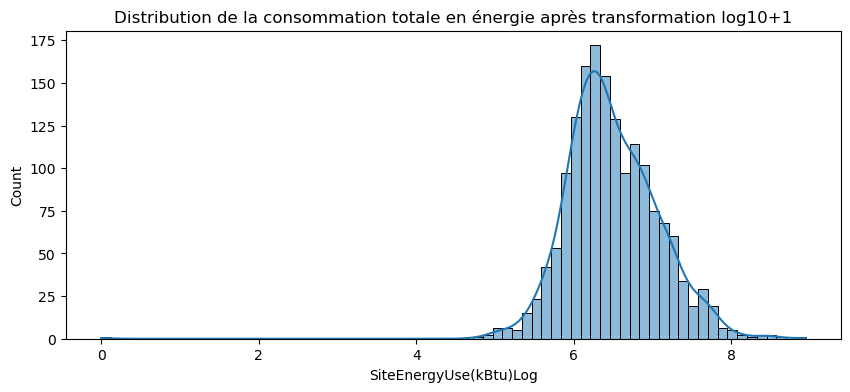 Distribution de la consommation totale en énergie après transformation log10+1
175
150
125
100
75
50
25
0
Count
0 2 4 6 8
SiteEnergyUse(kBtu)Log